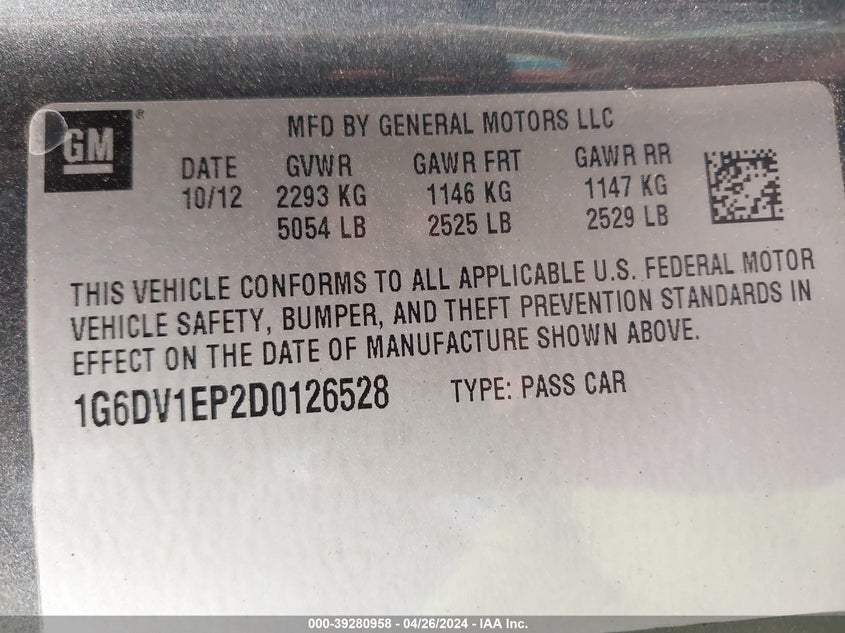 GM®
MFD BY GENERAL MOTORS LLC
DATE GVWR GAWR FRT GAWR RR
10/12 2293 KG 1146 KG 1147 KG
5054 LB 2525 LB 2529 LB
THIS VEHICLE CONFORMS TO ALL APPLICABLE U.S. FEDERAL MOTOR
VEHICLE SAFETY, BUMPER, AND THEFT PREVENTION STANDARDS IN
EFFECT ON THE DATE OF MANUFACTURE SHOWN ABOVE.
1G6DV1EP2D0126528 TYPE: PASS CAR
000-39280958 - 04/26/2024 - IAA Inc.